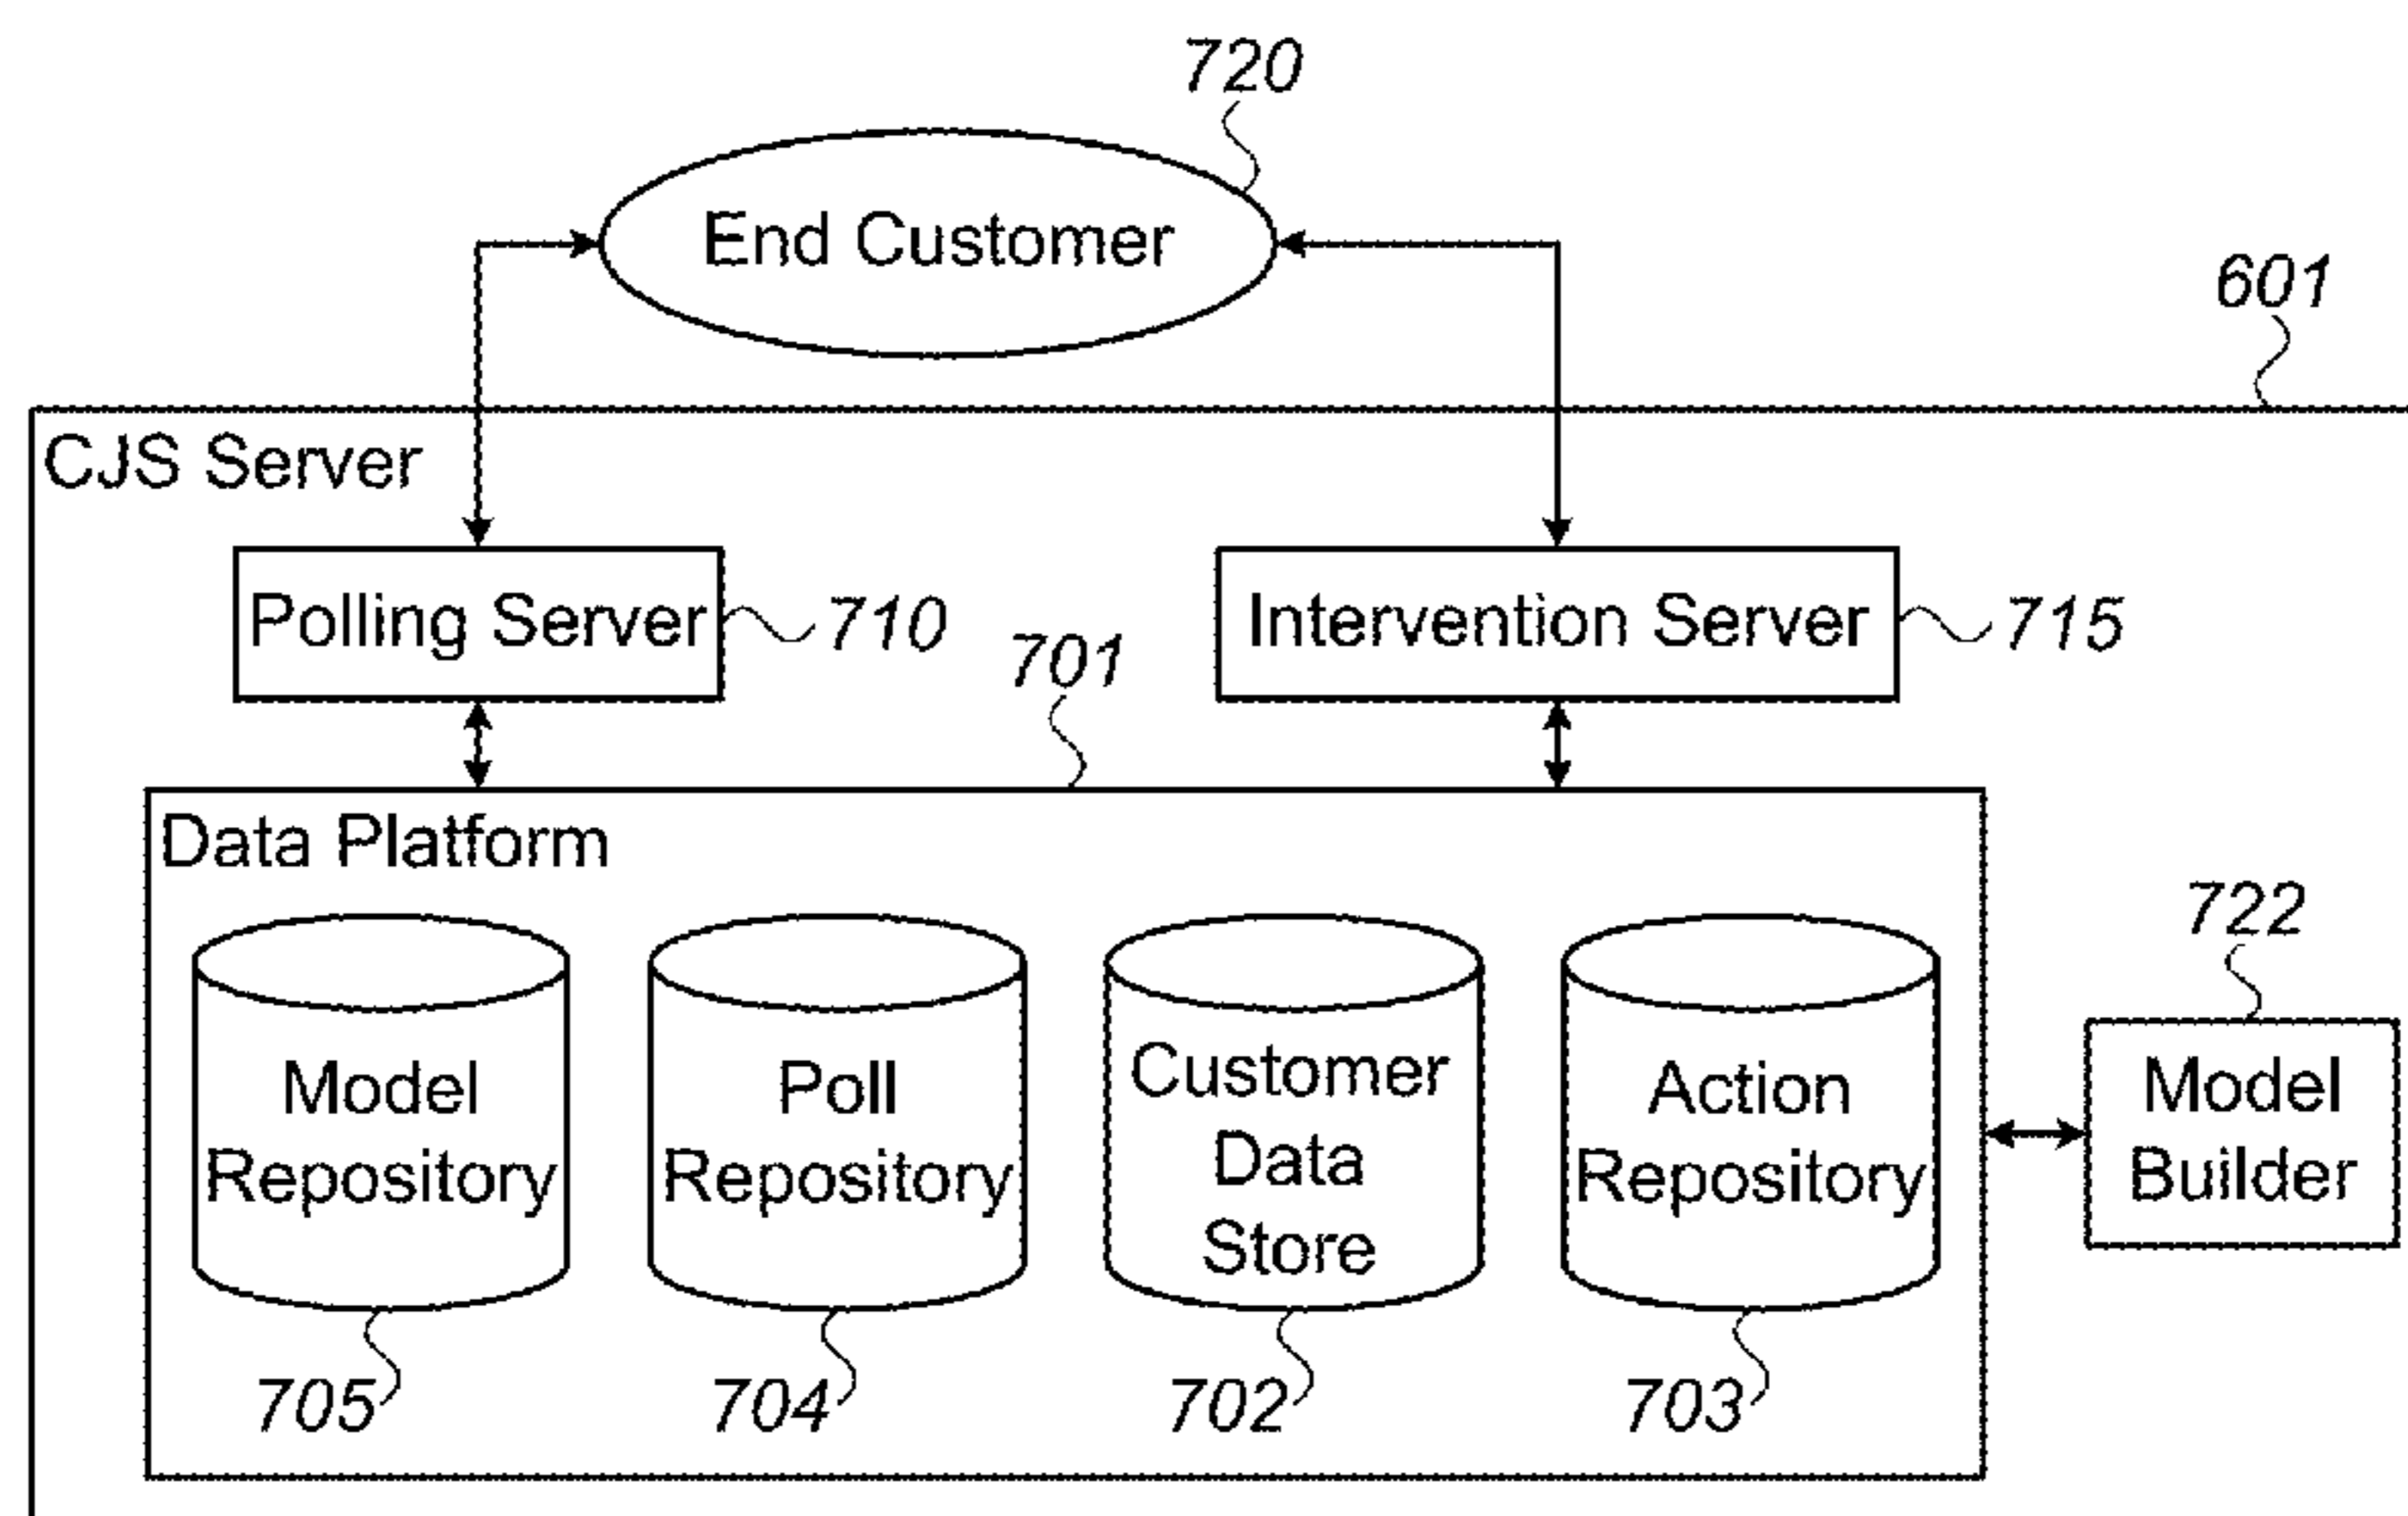 720
End Customer
601
CJS Server
Polling Server
710
701
Intervention Server
715
Data Platform
722
Model
Repository
Poll
Repository
Customer
Data
Store
Action
Repository
Model
Builder
705
704
702
703